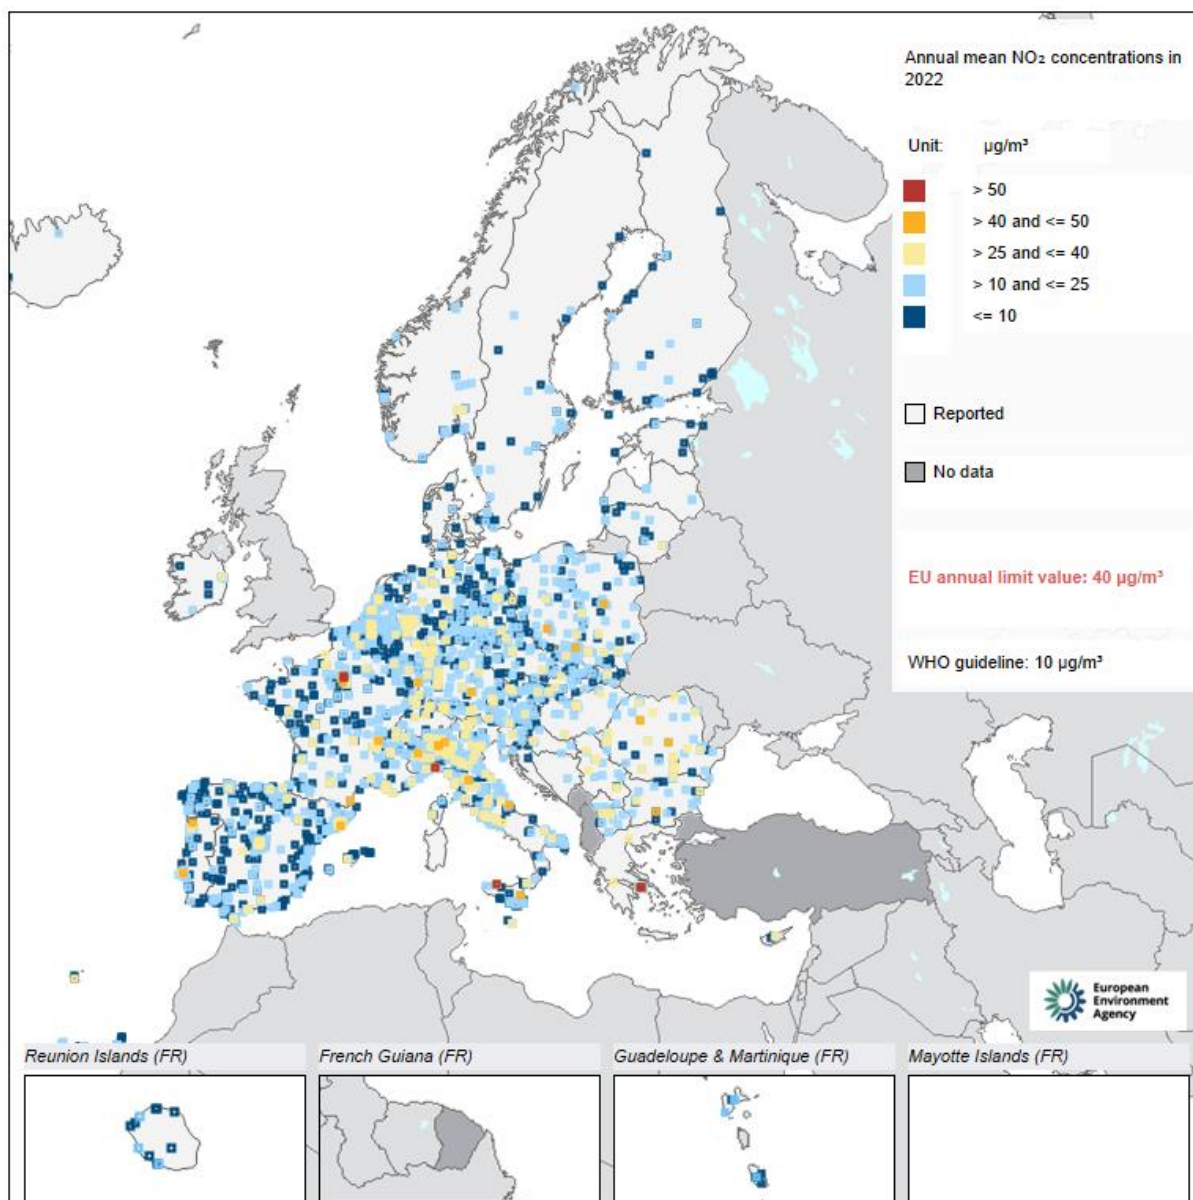 Annual mean NO₂ concentrations in
2022
Unit: µg/m³
> 50
> 40 and <= 50
> 25 and <= 40
> 10 and <= 25
<= 10
Reported
No data
EU annual limit value: 40 µg/m³
WHO guideline: 10 µg/m³
European
Environment
Agency
Reunion Islands (FR)
French Guiana (FR)
Guadeloupe & Martinique (FR)
Mayotte Islands (FR)